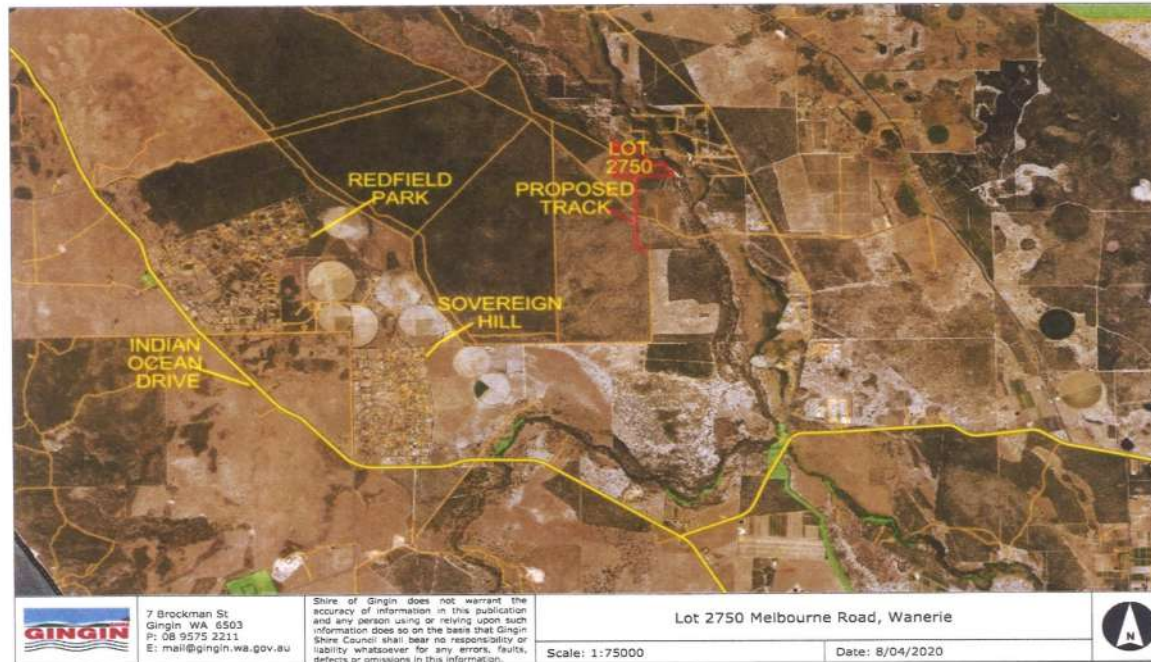 LOT
2750
PROPOSED
TRACK
REDFIELD
PARK
SOVEREIGN
HILL
INDIAN
OCEAN
DRIVE
GINGIN
7 Brockman St
Gingin WA 6503
P: 08 9575 2211
E: mail@gingin.wa.gov.au
Shire of Gingin does not warrant the
accuracy of information in this publication
and any person using or relying upon such
information does so on the basis that Gingin
Shire Council shall bear no responsibility or
liability whatsoever for any errors, faults,
defects or omissions in this information.
Lot 2750 Melbourne Road, Wanerie
Scale: 1:75000
Date: 8/04/2020
N